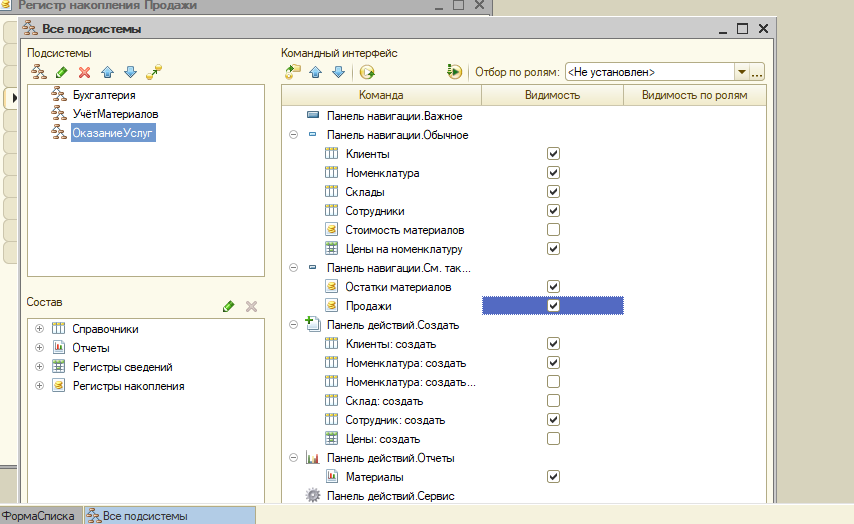 Регистр накопления Продажи
Все подсистемы
Подсистемы
Бухгалтерия
УчётМатериалов
ОказаниеУслуг
Состав
Справочники
Отчеты
Регистры сведений
Регистры накопления
Командный интерфейс
Отбор по ролям: <Не установлен>
Команда Видимость Видимость по ролям
Панель навигации.Важное
Панель навигации.Обычное
Клиенты
Номенклатура
Склады
Сотрудники
Стоимость материалов
Цены на номенклатуру
Панель навигации.См. так...
Остатки материалов
Продажи
Панель действий.Создать
Клиенты: создать
Номенклатура: создать
Номенклатура: создать...
Склад: создать
Сотрудник: создать
Цены: создать
Панель действий.Отчеты
Материалы
Панель действий.Сервис
ФормаСписка
Все подсистемы